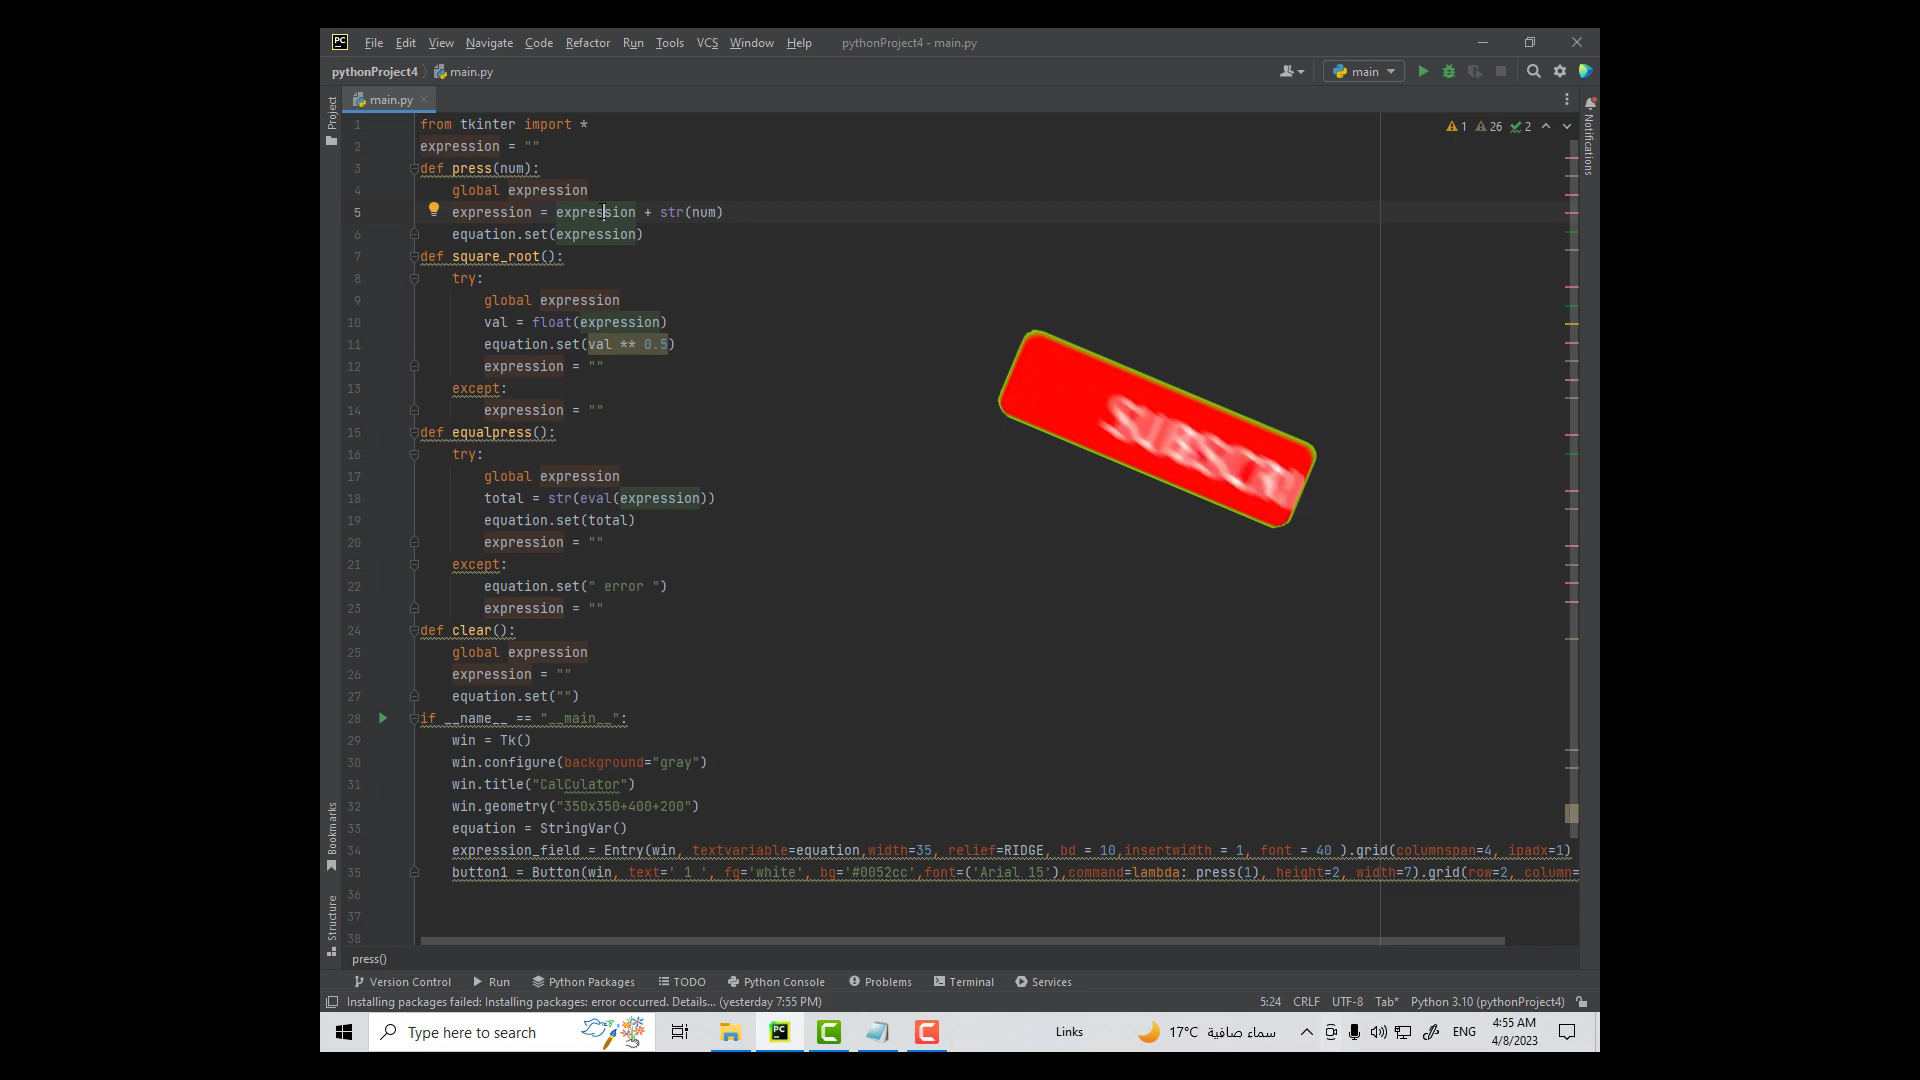 PC File Edit View Navigate Code Refactor Run Tools VCS Window Help pythonProject4 - main.py
pythonProject4 main.py main
main.py
Project
Notifications
1 26 2
1 from tkinter import *
2 expression = ""
3 def press(num):
4 global expression
5 expression = expression + str(num)
6 equation.set(expression)
7 def square_root():
8 try:
9 global expression
10 val = float(expression)
11 equation.set(val ** 0.5)
12 expression = ""
13 except:
14 expression = ""
15 def equalpress():
16 try:
17 global expression
18 total = str(eval(expression))
19 equation.set(total)
20 expression = ""
21 except:
22 equation.set(" error ")
23 expression = ""
24 def clear():
25 global expression
26 expression = ""
27 equation.set("")
28 if __name__ == "__main__":
29 win = Tk()
30 win.configure(background="gray")
31 win.title("CalCulator")
32 win.geometry("350x350+400+200")
33 equation = StringVar()
34 expression_field = Entry(win, textvariable=equation,width=35, relief=RIDGE, bd = 10,insertwidth = 1, font = 40 ).grid(columnspan=4, ipadx=1)
35 button1 = Button(win, text=' 1 ', fg='white', bg='#0052cc',font=('Arial 15'),command=lambda: press(1), height=2, width=7).grid(row=2, column=
36
37
38
Bookmarks
Structure
press()
Version Control Run Python Packages TODO Python Console Problems Terminal Services
Installing packages failed: Installing packages: error occurred. Details... (yesterday 7:55 PM) 5:24 CRLF UTF-8 Tab* Python 3.10 (pythonProject4)
Type here to search PC Links 17°C سماء صافية ENG 4:55 AM
4/8/2023